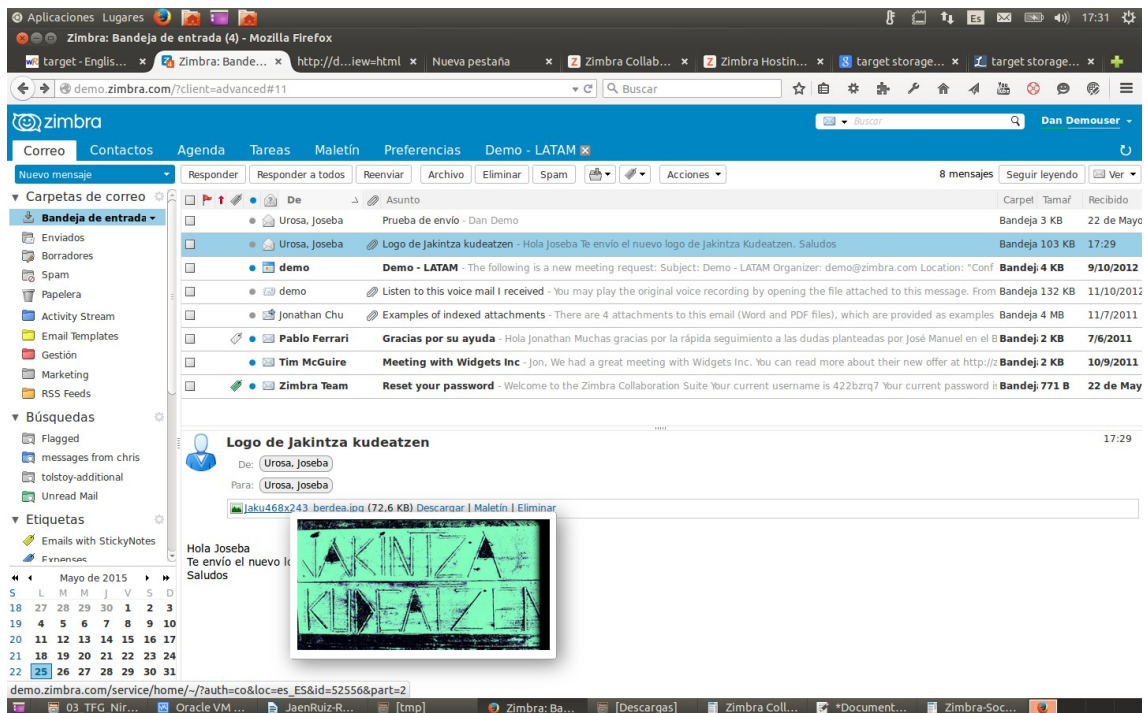 Aplicaciones Lugares Es 17:31
Zimbra: Bandeja de entrada (4) - Mozilla Firefox
target - Englis... Zimbra: Bande... http://d...iew=html Nueva pestaña Zimbra Collab... Zimbra Hostin... target storage... target storage...
demo.zimbra.com/?client=advanced#11 Buscar
zimbra Buscar Dan Demouser
Correo Contactos Agenda Tareas Maletín Preferencias Demo - LATAM
Nuevo mensaje Responder Responder a todos Reenviar Archivo Eliminar Spam Acciones 8 mensajes Seguir leyendo Ver
Carpetas de correo De Asunto Carpet Tamañ Recibido
Bandeja de entrada Urosa, Joseba Prueba de envío - Dan Demo Bandeja 3 KB 22 de Mayo
Enviados Urosa, Joseba Logo de Jakintza kudeatzen - Hola Joseba Te envío el nuevo logo de Jakintza Kudeatzen. Saludos Bandeja 103 KB 17:29
Borradores
Spam demo Demo - LATAM - The following is a new meeting request: Subject: Demo - LATAM Organizer: demo@zimbra.com Location: "Conf Bandeja 4 KB 9/10/2012
Papelera demo Listen to this voice mail I received - You may play the original voice recording by opening the file attached to this message. From Bandeja 132 KB 11/10/2012
Activity Stream Jonathan Chu Examples of indexed attachments - There are 4 attachments to this email (Word and PDF files), which are provided as examples Bandeja 4 MB 11/7/2011
Email Templates Pablo Ferrari Gracias por su ayuda - Hola Jonathan Muchas gracias por la rápida seguimiento a las dudas planteadas por José Manuel en el B Bandeja 2 KB 7/6/2011
Gestión
Marketing Tim McGuire Meeting with Widgets Inc - Jon, We had a great meeting with Widgets Inc. You can read more about their new offer at http://z Bandeja 2 KB 10/9/2011
RSS Feeds Zimbra Team Reset your password - Welcome to the Zimbra Collaboration Suite Your current username is 422bzrq7 Your current password is Bandeja 771 B 22 de May
Búsquedas
Flagged
messages from chris
tolstoy-additional
Unread Mail
Etiquetas
Emails with StickyNotes
Expenses
Logo de Jakintza kudeatzen 17:29
De: Urosa, Joseba
Para: Urosa, Joseba
Jaku468x243_berdea.jpg (72,6 KB) Descargar | Maletín | Eliminar
JAKINTZA
KUDEATZEN
Hola Joseba
Te envío el nuevo lo
Saludos
Mayo de 2015
S L M M J V S D
18 27 28 29 30 1 2 3
19 4 5 6 7 8 9 10
20 11 12 13 14 15 16 17
21 18 19 20 21 22 23 24
22 25 26 27 28 29 30 31
demo.zimbra.com/service/home/~/?auth=co&loc=es_ES&id=52556&part=2
03_TFG_Nir... Oracle VM ... JaenRuiz-R... [tmp] Zimbra: Ba... [Descargas] Zimbra Coll... *Document... Zimbra-Soc...